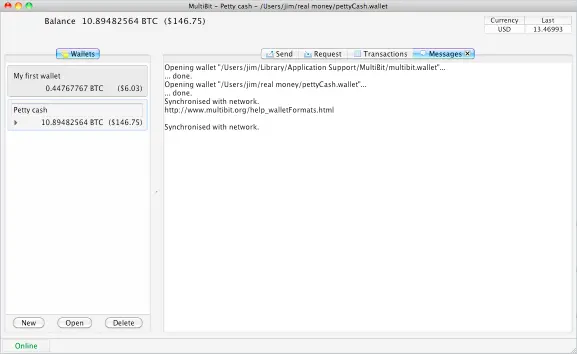 MultiBit - Petty cash - /Users/jim/real money/pettyCash.wallet
Balance 10.89482564 BTC ($146.75)
Currency Last
USD 13.46993
Wallets
Send Request Transactions Messages
My first wallet
0.44767767 BTC ($6.03)
Petty cash
10.89482564 BTC ($146.75)
Opening wallet "/Users/jim/Library/Application Support/MultiBit/multibit.wallet"...
... done.
Opening wallet "/Users/jim/real money/pettyCash.wallet"...
... done.
Synchronised with network.
http://www.multibit.org/help_walletFormats.html
Synchronised with network.
New Open Delete
Online